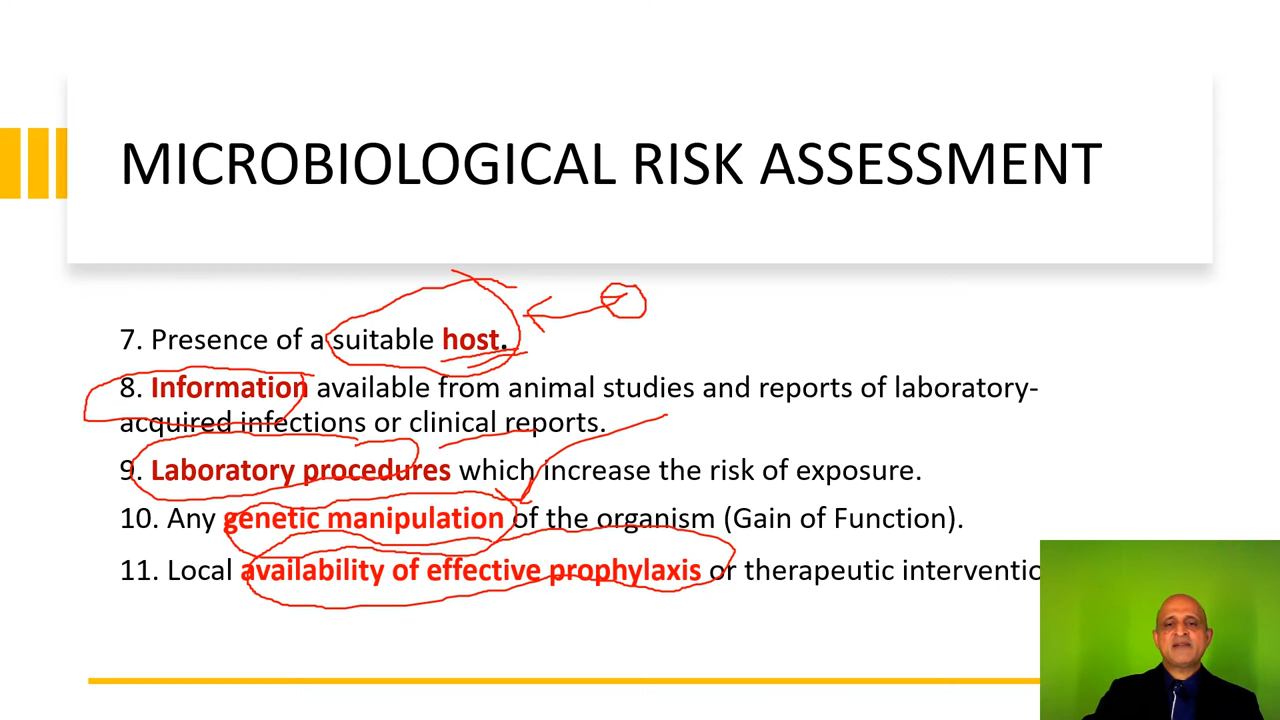 MICROBIOLOGICAL RISK ASSESSMENT
7. Presence of a suitable host.
8. Information available from animal studies and reports of laboratory-
acquired infections or clinical reports.
9. Laboratory procedures which increase the risk of exposure.
10. Any genetic manipulation of the organism (Gain of Function).
11. Local availability of effective prophylaxis or therapeutic